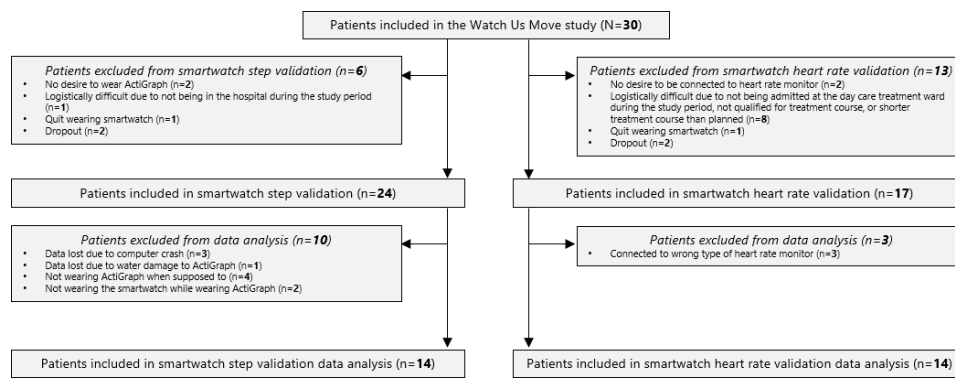 Patients included in the Watch Us Move study (N=30)
Patients excluded from smartwatch step validation (n=6)
• No desire to wear ActiGraph (n=2)
• Logistically difficult due to not being in the hospital during the study period
(n=1)
• Quit wearing smartwatch (n=1)
• Dropout (n=2)
Patients excluded from smartwatch heart rate validation (n=13)
• No desire to be connected to heart rate monitor (n=2)
• Logistically difficult due to not being admitted at the day care treatment ward
during the study period, not qualified for treatment course, or shorter
treatment course than planned (n=8)
• Quit wearing smartwatch (n=1)
• Dropout (n=2)
Patients included in smartwatch step validation (n=24)
Patients included in smartwatch heart rate validation (n=17)
Patients excluded from data analysis (n=10)
• Data lost due to computer crash (n=3)
• Data lost due to water damage to ActiGraph (n=1)
• Not wearing ActiGraph when supposed to (n=4)
• Not wearing the smartwatch while wearing ActiGraph (n=2)
Patients excluded from data analysis (n=3)
• Connected to wrong type of heart rate monitor (n=3)
Patients included in smartwatch step validation data analysis (n=14)
Patients included in smartwatch heart rate validation data analysis (n=14)